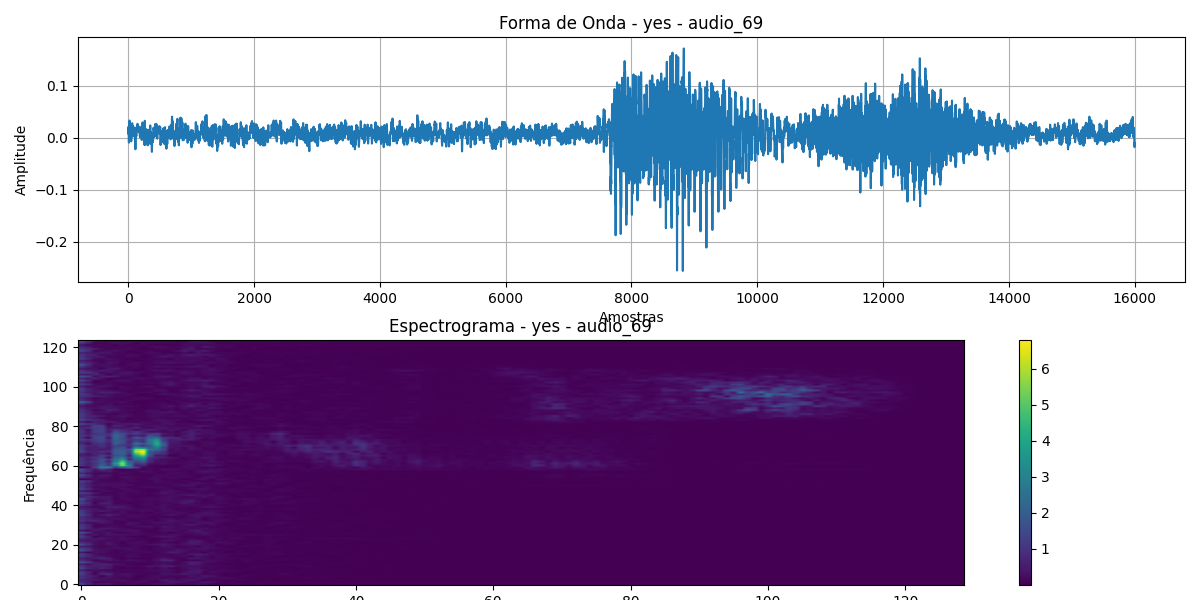 Forma de Onda - yes - audio_69
Amplitude
0.1
0.0
−0.1
−0.2
0 2000 4000 6000 8000 10000 12000 14000 16000
Amostras
Espectrograma - yes - audio_69
Frequência
120
100
80
60
40
20
0
0 20 40 60 80 100 120
6
5
4
3
2
1